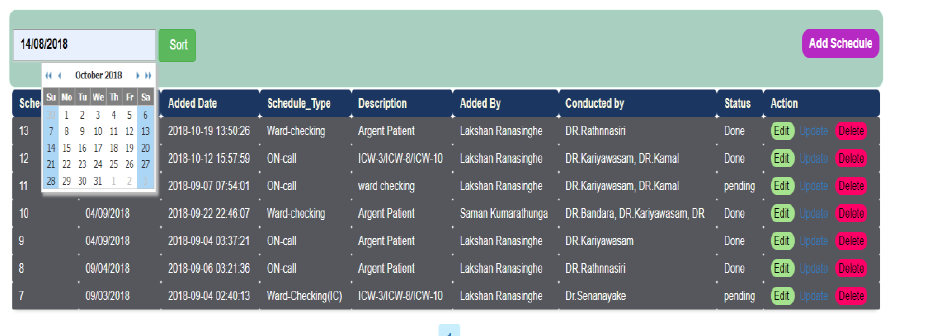 14/08/2018 Sort Add Schedule
October 2018
Su Mo Tu We Th Fr Sa
30 1 2 3 4 5 6
7 8 9 10 11 12 13
14 15 16 17 18 19 20
21 22 23 24 25 26 27
28 29 30 31 1 2 3
Sche Added Date Schedule_Type Description Added By Conducted by Status Action
13 2018-10-19 13:50:26 Ward-checking Argent Patient Lakshan Ranasinghe DR.Rathnnasiri Done Edit Update Delete
12 2018-10-12 15:57:59 ON-call ICW-3/ICW-8/ICW-10 Lakshan Ranasinghe DR.Kariyawasam, DR.Kamal Done Edit Update Delete
11 2018-09-07 07:54:01 ON-call ward checking Lakshan Ranasinghe DR.Kariyawasam, DR.Kamal pending Edit Update Delete
10 04/09/2018 2018-09-22 22:46:07 Ward-checking Argent Patient Saman Kumarathunga DR.Bandara, DR.Kariyawasam, DR Done Edit Update Delete
9 04/09/2018 2018-09-04 03:37:21 ON-call Argent Patient Lakshan Ranasinghe DR.Kariyawasam Done Edit Update Delete
8 09/04/2018 2018-09-06 03:21:36 ON-call Argent Patient Lakshan Ranasinghe DR.Rathnnasiri Done Edit Update Delete
7 09/03/2018 2018-09-04 02:40:13 Ward-Checking(IC) ICW-3/ICW-8/ICW-10 Lakshan Ranasinghe Dr.Senanayake pending Edit Update Delete